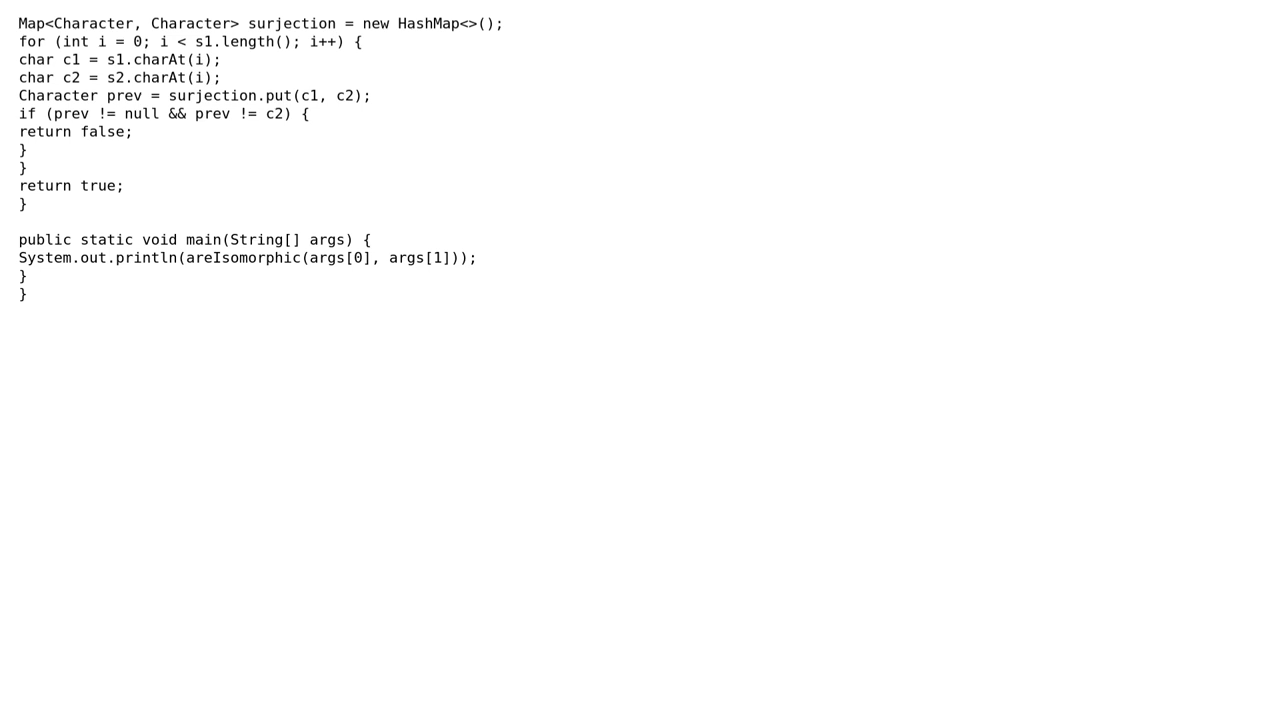 Map<Character, Character> surjection = new HashMap<>();
for (int i = 0; i < s1.length(); i++) {
char c1 = s1.charAt(i);
char c2 = s2.charAt(i);
Character prev = surjection.put(c1, c2);
if (prev != null && prev != c2) {
return false;
}
}
return true;
}

public static void main(String[] args) {
System.out.println(areIsomorphic(args[0], args[1]));
}
}